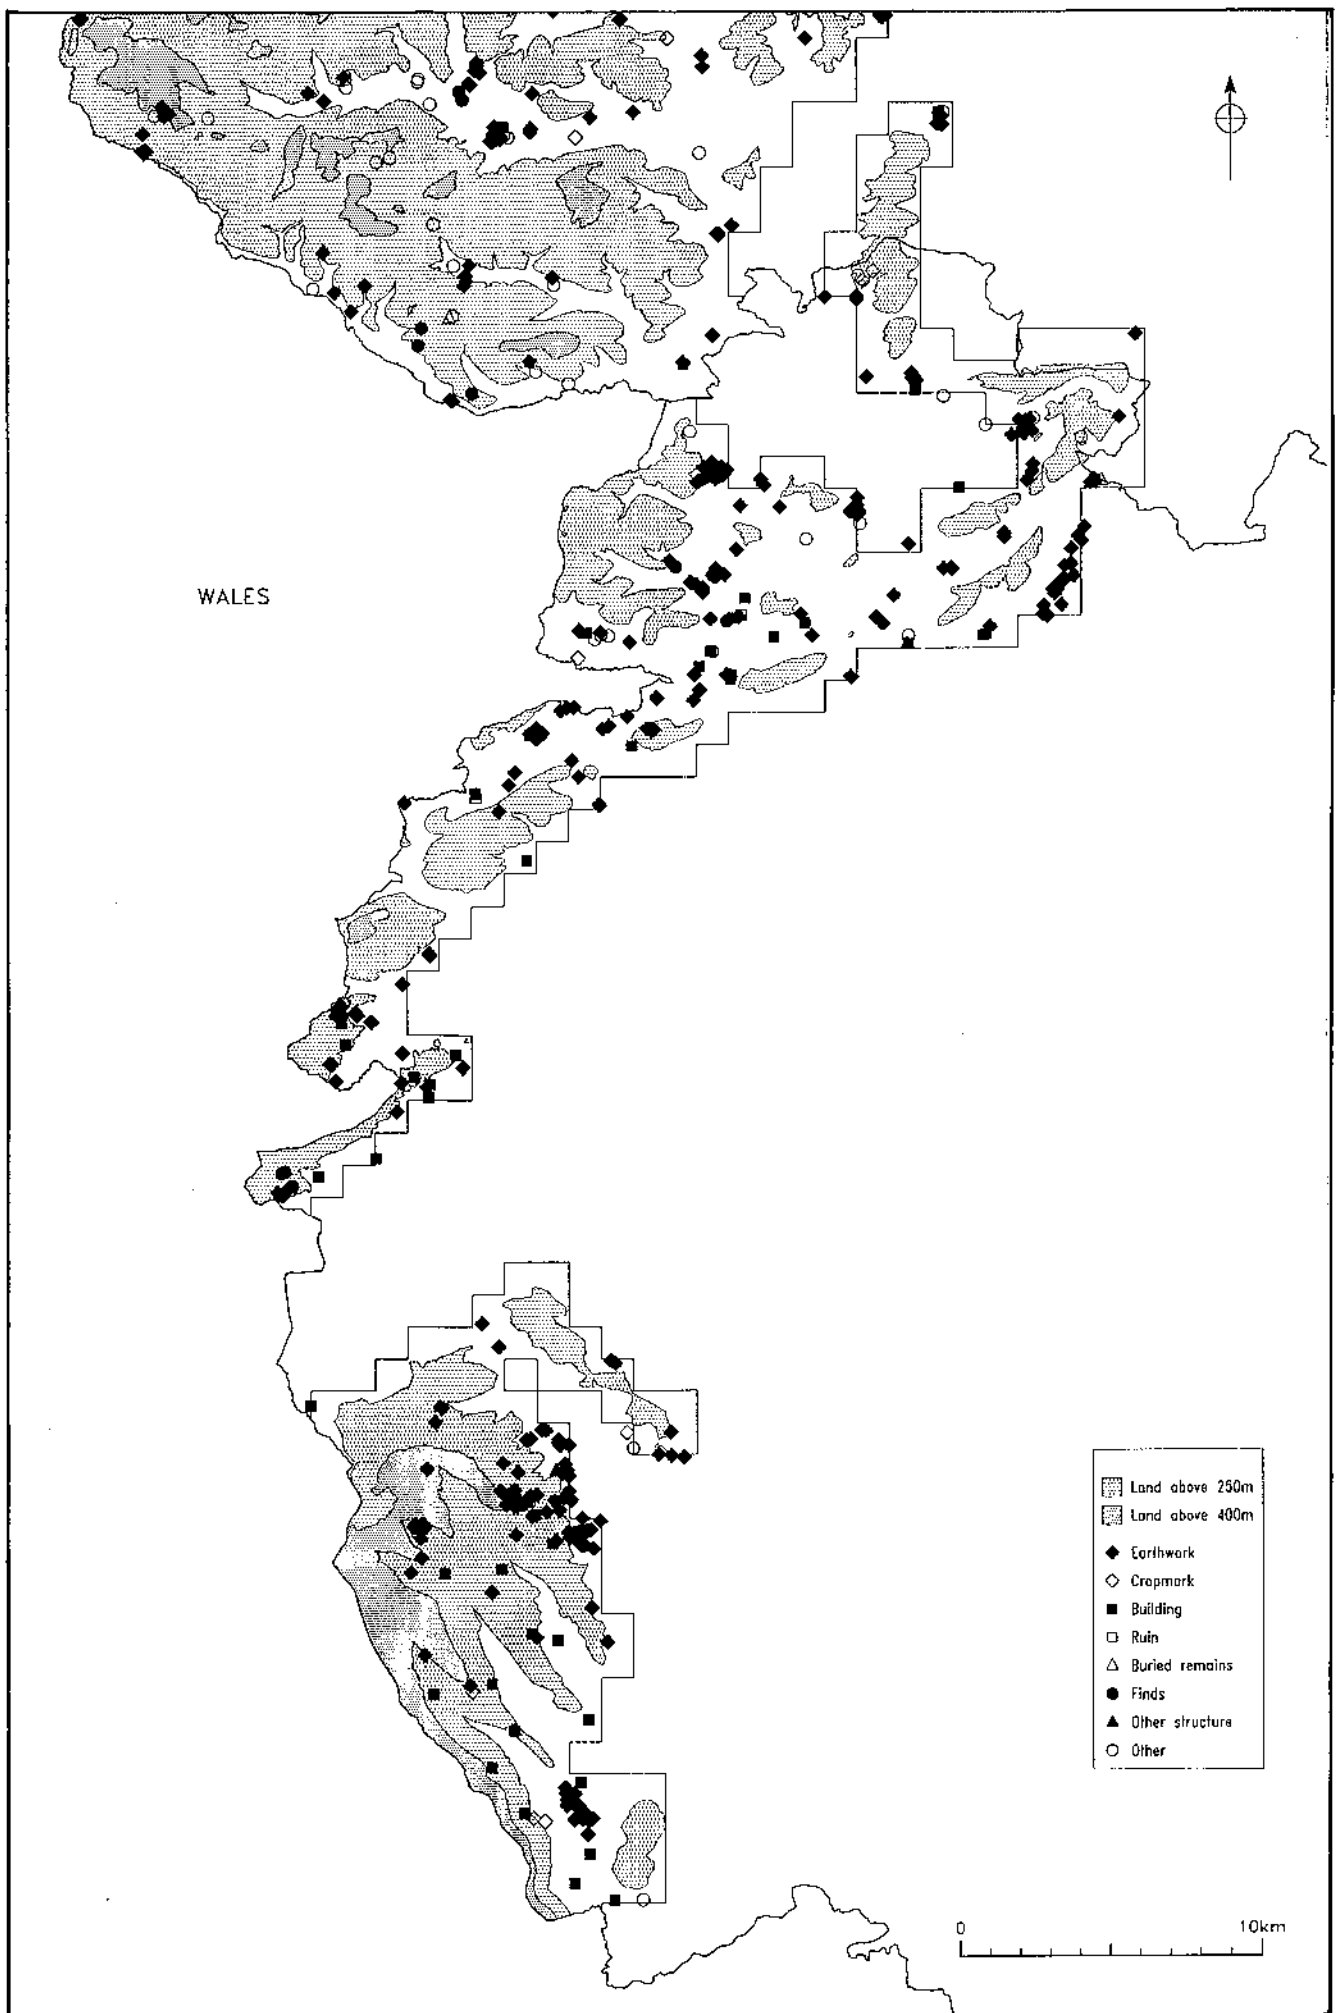 WALES
Land above 250m
Land above 400m
Earthwork
Cropmark
Building
Ruin
Buried remains
Finds
Other structure
Other
0 10km